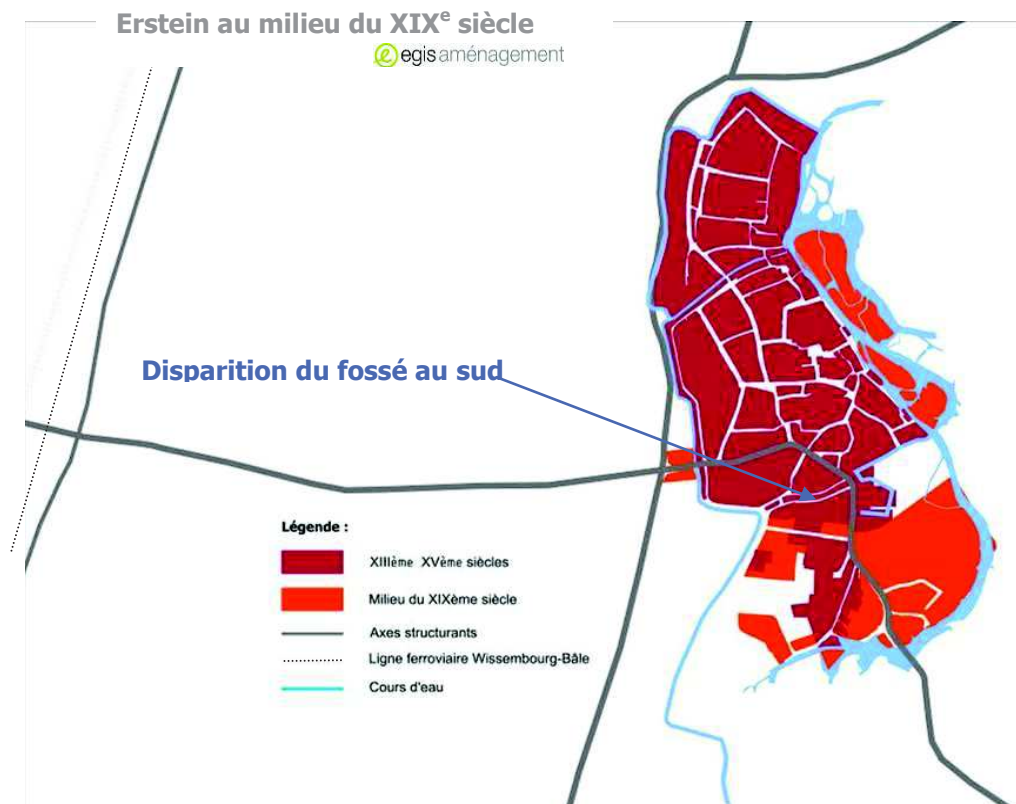 Erstein au milieu du XIXe siècle
egis aménagement
Disparition du fossé au sud
Légende :
XIIIème XVème siècles
Milieu du XIXème siècle
Axes structurants
Ligne ferroviaire Wissembourg-Bâle
Cours d'eau